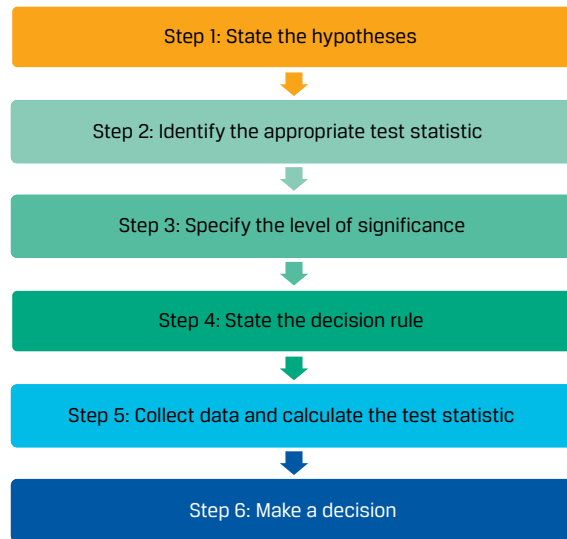 Step 1: State the hypotheses
Step 2: Identify the appropriate test statistic
Step 3: Specify the level of significance
Step 4: State the decision rule
Step 5: Collect data and calculate the test statistic
Step 6: Make a decision